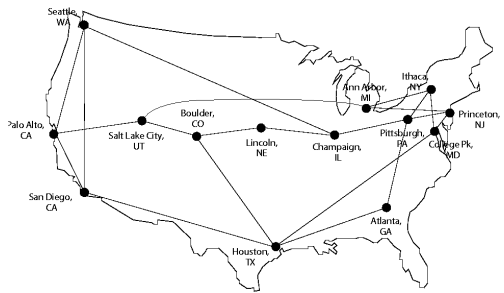 Seattle,
WA
Ithaca,
NY
Ann Arbor,
MI
Princeton,
NJ
Boulder,
CO
Palo Alto,
CA
Salt Lake City,
UT
Lincoln,
NE
Champaign,
IL
Pittsburgh,
PA
College Pk,
MD
San Diego,
CA
Atlanta,
GA
Houston,
TX